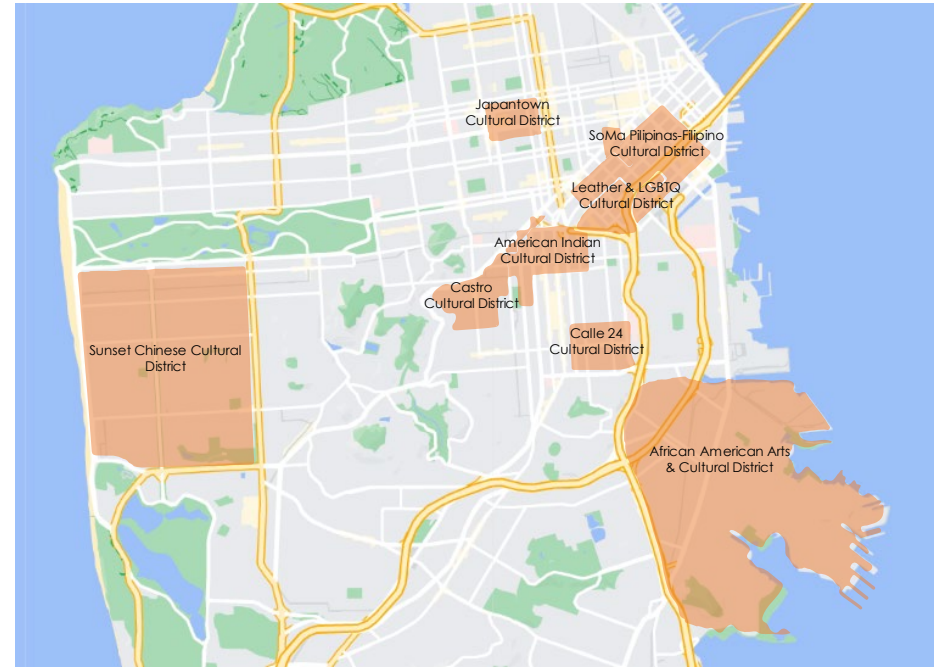 Japantown
Cultural District
SoMa Pilipinas-Filipino
Cultural District
Leather & LGBTQ
Cultural District
American Indian
Cultural District
Castro
Cultural District
Calle 24
Cultural District
Sunset Chinese Cultural
District
African American Arts
& Cultural District